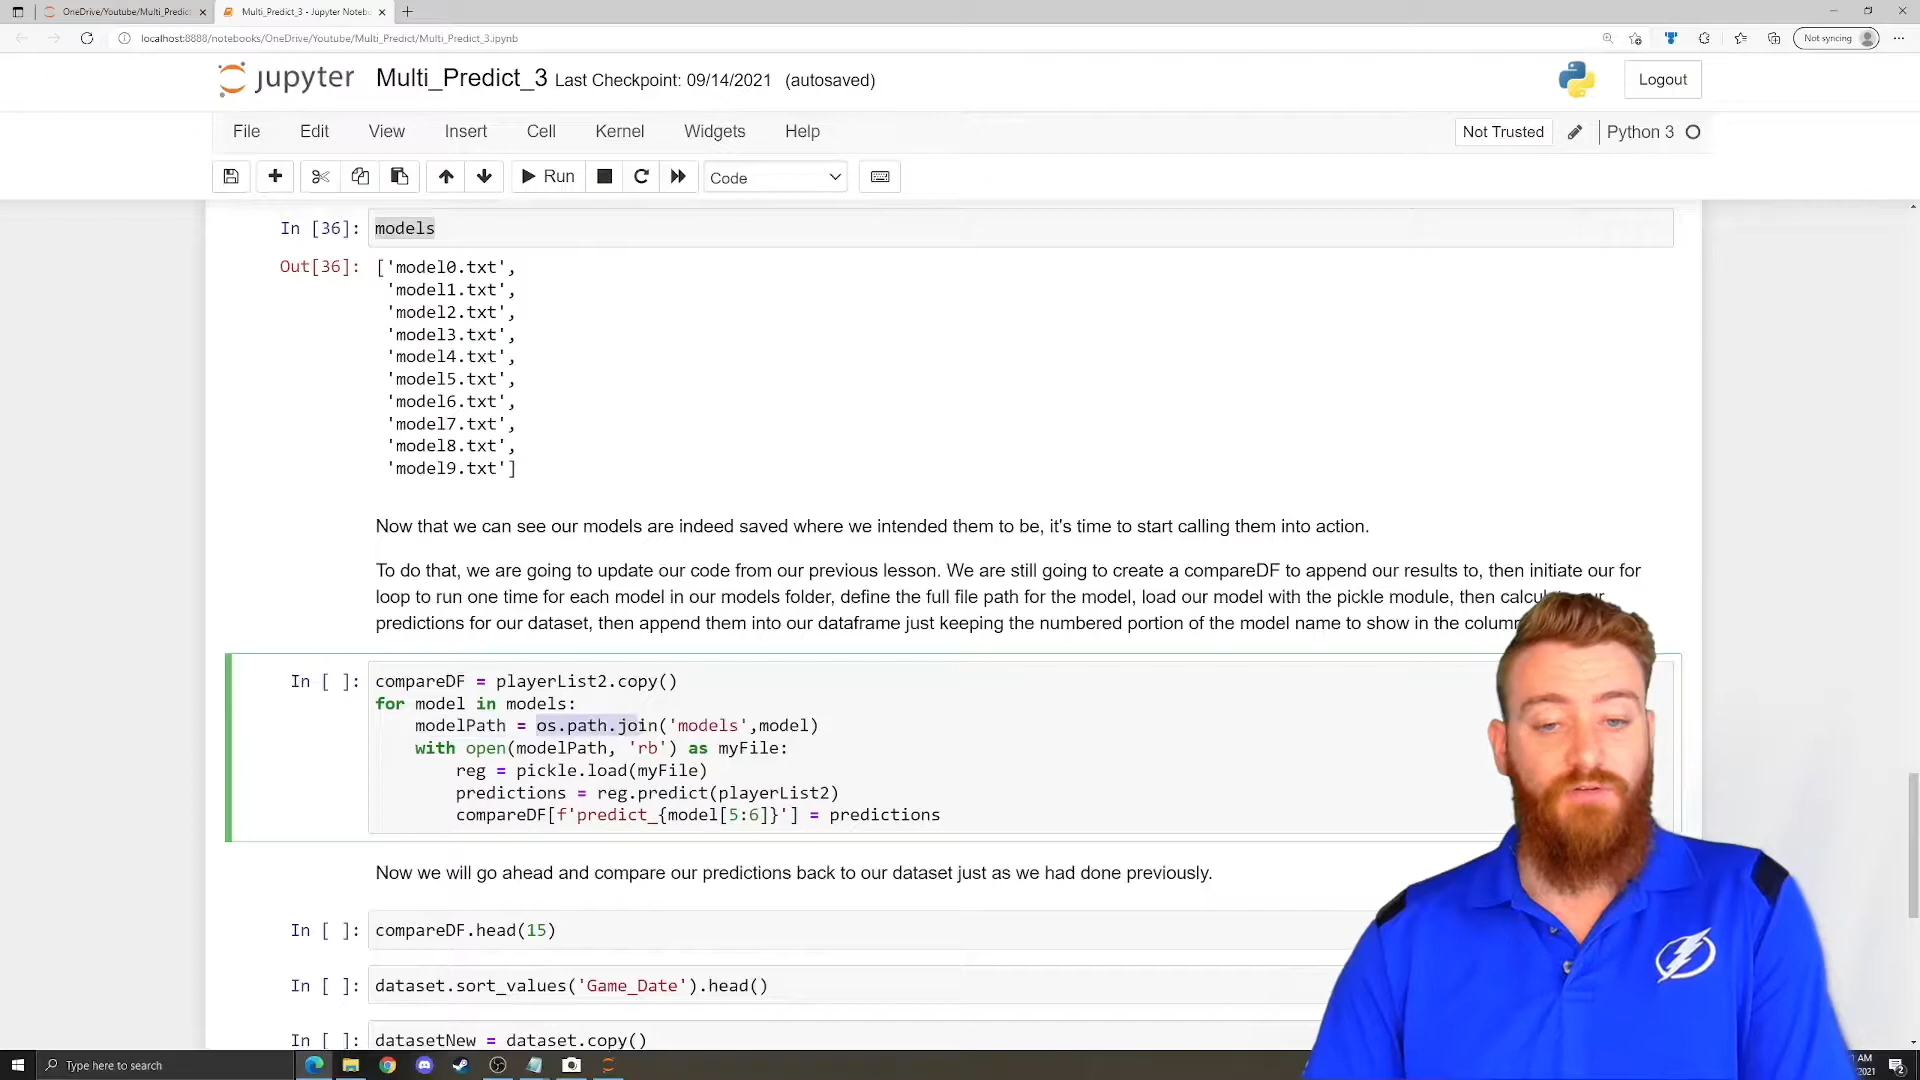 OneDrive/Youtube/Multi_Predict
Multi_Predict_3 - Jupyter Notebo
localhost:8888/notebooks/OneDrive/Youtube/Multi_Predict/Multi_Predict_3.ipynb
Not syncing
jupyter Multi_Predict_3 Last Checkpoint: 09/14/2021 (autosaved)
Logout
File Edit View Insert Cell Kernel Widgets Help
Not Trusted Python 3
Run Code
In [36]: models
Out[36]: ['model0.txt',
'model1.txt',
'model2.txt',
'model3.txt',
'model4.txt',
'model5.txt',
'model6.txt',
'model7.txt',
'model8.txt',
'model9.txt']
Now that we can see our models are indeed saved where we intended them to be, it's time to start calling them into action.
To do that, we are going to update our code from our previous lesson. We are still going to create a compareDF to append our results to, then initiate our for
loop to run one time for each model in our models folder, define the full file path for the model, load our model with the pickle module, then
predictions for our dataset, then append them into our dataframe just keeping the numbered portion of the model name to show in the
In [ ]: compareDF = playerList2.copy()
for model in models:
modelPath = os.path.join('models',model)
with open(modelPath, 'rb') as myFile:
reg = pickle.load(myFile)
predictions = reg.predict(playerList2)
compareDF[f'predict_{model[5:6]}'] = predictions
Now we will go ahead and compare our predictions back to our dataset just as we had done previously.
In [ ]: compareDF.head(15)
In [ ]: dataset.sort_values('Game_Date').head()
In [ ]: datasetNew = dataset.copy()
Type here to search
AM
2021
2